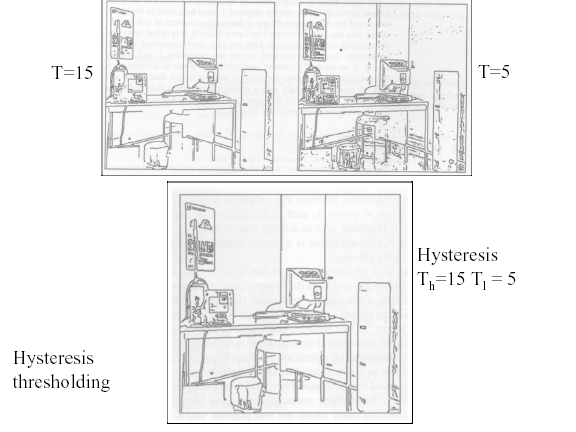 T=15
T=5
Hysteresis
Th=15 Tl = 5
Hysteresis
thresholding